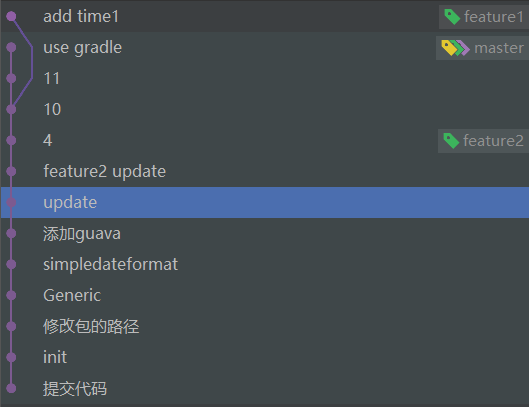 add time1 feature1
use gradle master
11
10
4 feature2
feature2 update
update
添加guava
simpledateformat
Generic
修改包的路径
init
提交代码